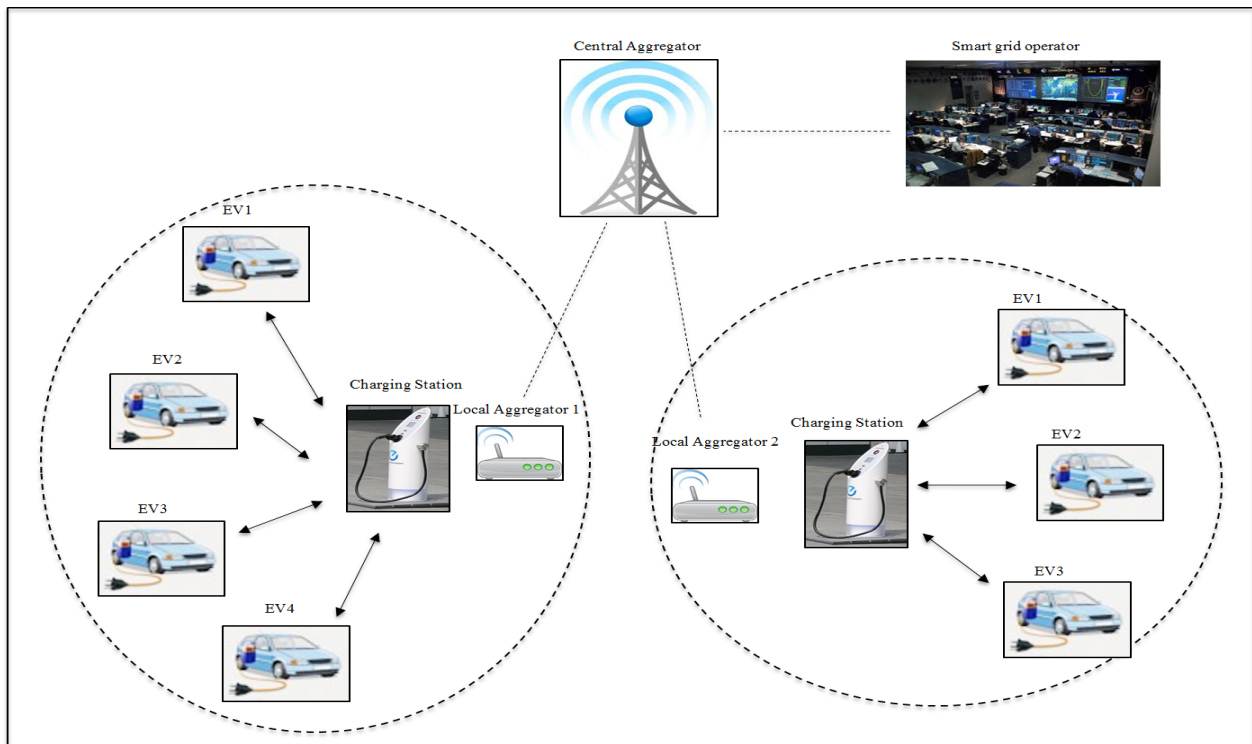 Central Aggregator
Smart grid operator
EV1
EV2
Charging Station
Local Aggregator 1
EV3
EV4
EV1
Charging Station
Local Aggregator 2
EV2
EV3